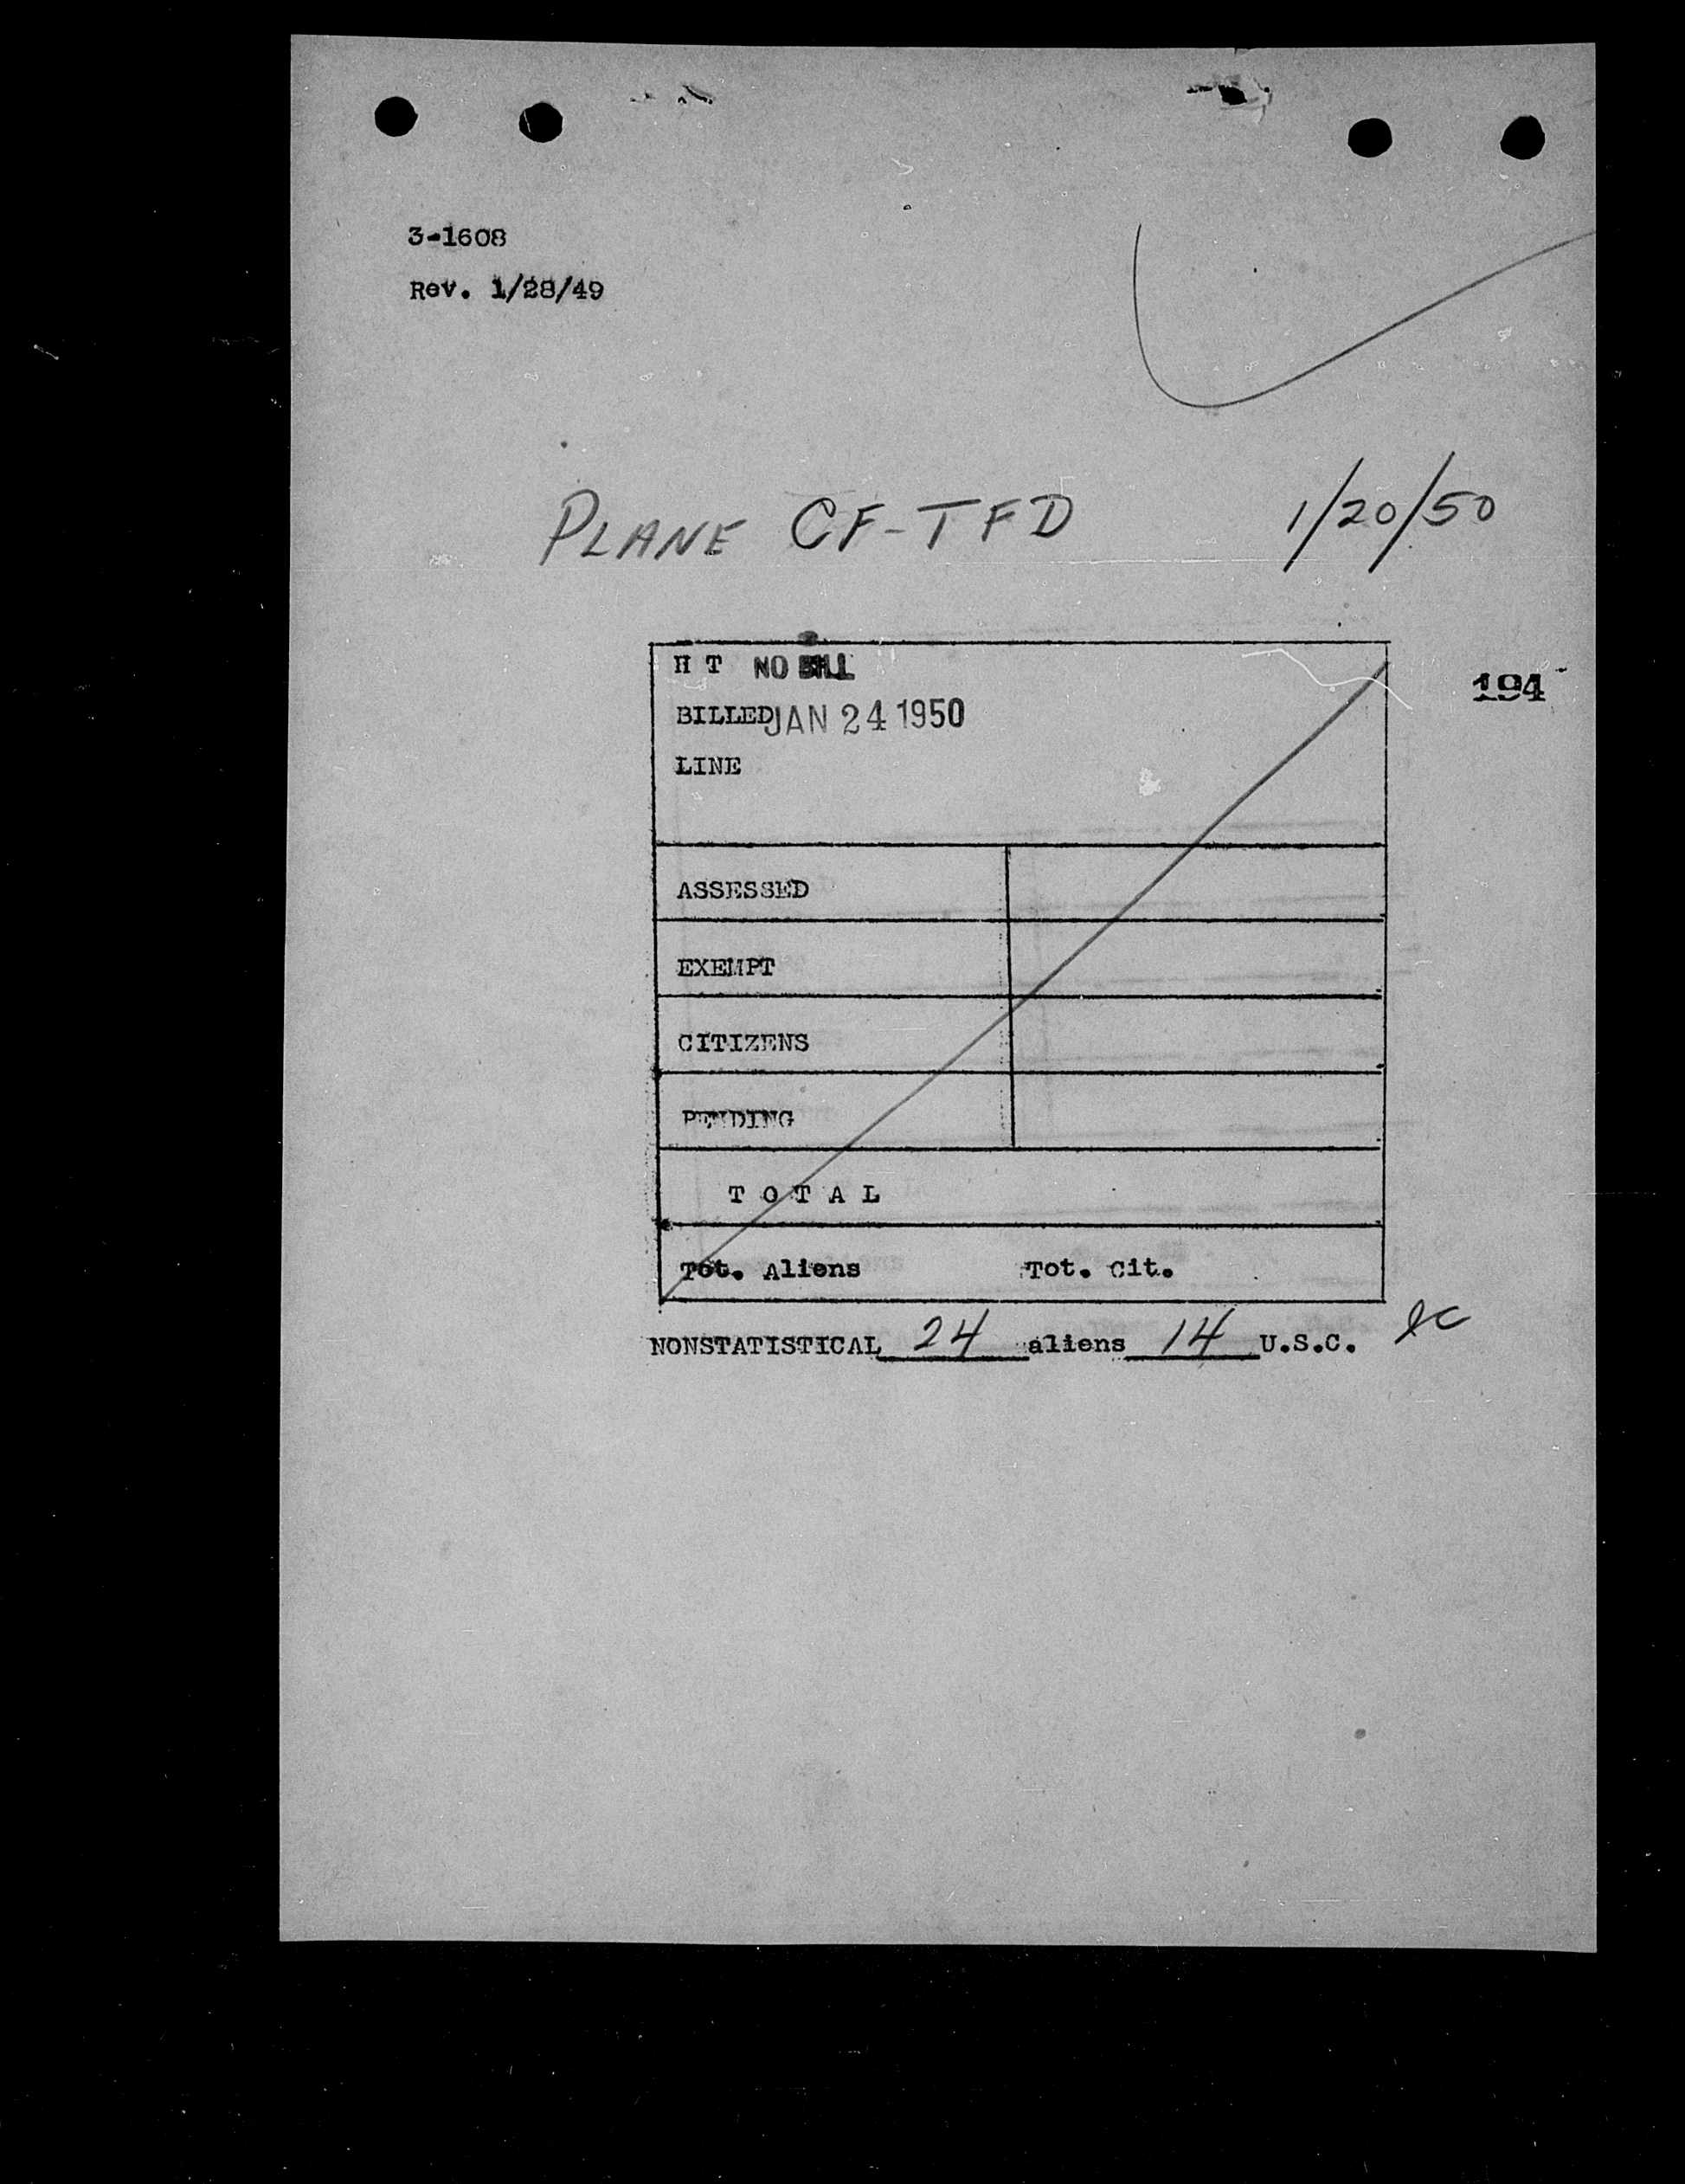 3-1608
Rev. 1/28/49
PLANE CF-TFD 1/20/50
H T NO BILL
194
BILLED JAN 24 1950
LINE
ASSESSED
EXEMPT
CITIZENS
PENDING
T O T A L
Tot. Aliens Tot. Cit.
NONSTATISTICAL 24 aliens 14 U.S.C.